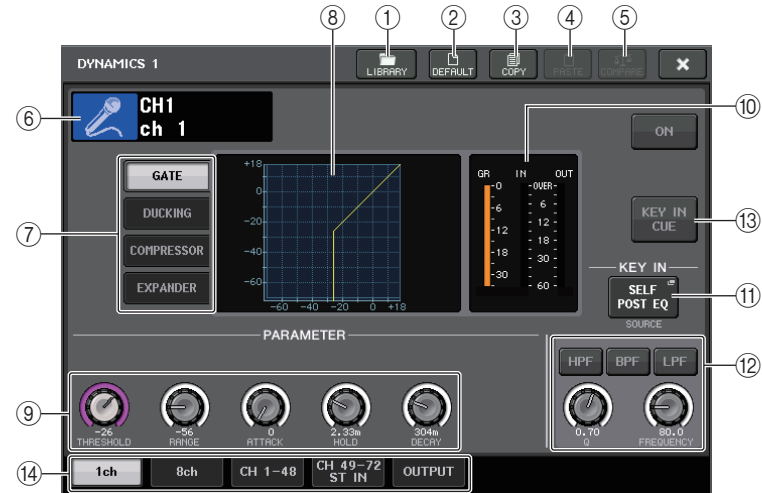 ⑧ ① ② ③ ④ ⑤
DYNAMICS 1
LIBRARY DEFAULT COPY PASTE COMPARE
⑥
CH1
ch 1
⑩
ON
GATE
DUCKING
COMPRESSOR
EXPANDER
⑦
+18
0
-20
-40
-60
-60 -40 -20 0 +18
GR IN OUT
0 OVER
-6 6
-12 12
-18 18
-30 30
60
KEY IN
CUE
⑬
KEY IN
SELF
POST EQ
⑪
SOURCE
PARAMETER
HPF BPF LPF
⑫
⑨
-26 -56 0 2.33m 304m
THRESHOLD RANGE ATTACK HOLD DECAY
0.70 80.0
Q FREQUENCY
⑭
1ch 8ch CH 1-48 CH 49-72
ST IN OUTPUT